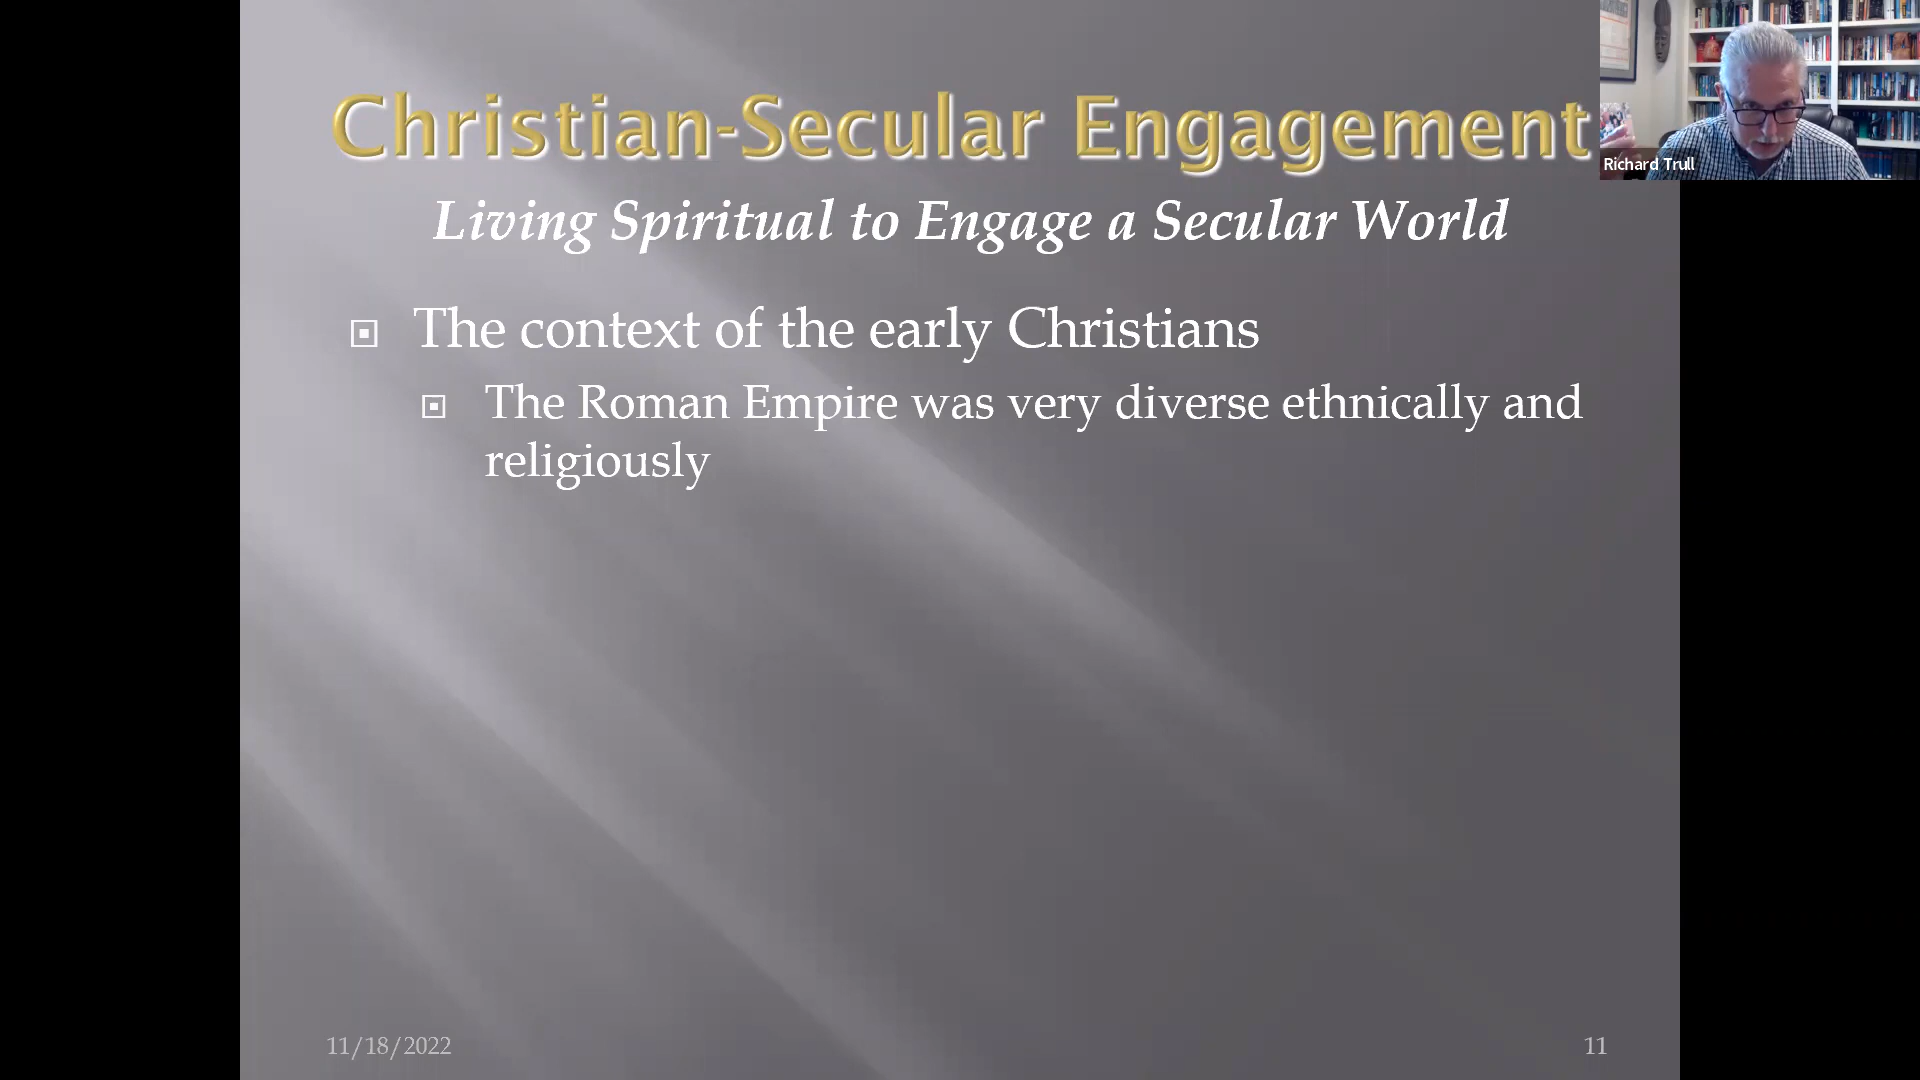 Christian-Secular Engagement
Richard Trull
Living Spiritual to Engage a Secular World
The context of the early Christians
The Roman Empire was very diverse ethnically and
religiously
11/18/2022
11